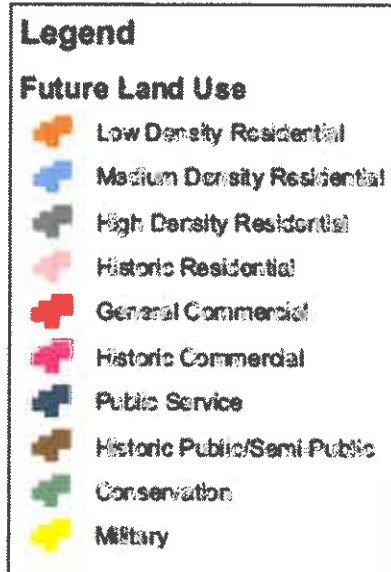 Legend
Future Land Use
Low Density Residential
Medium Density Residential
High Density Residential
Historic Residential
General Commercial
Historic Commercial
Public Service
Historic Public/Semi-Public
Conservation
Military